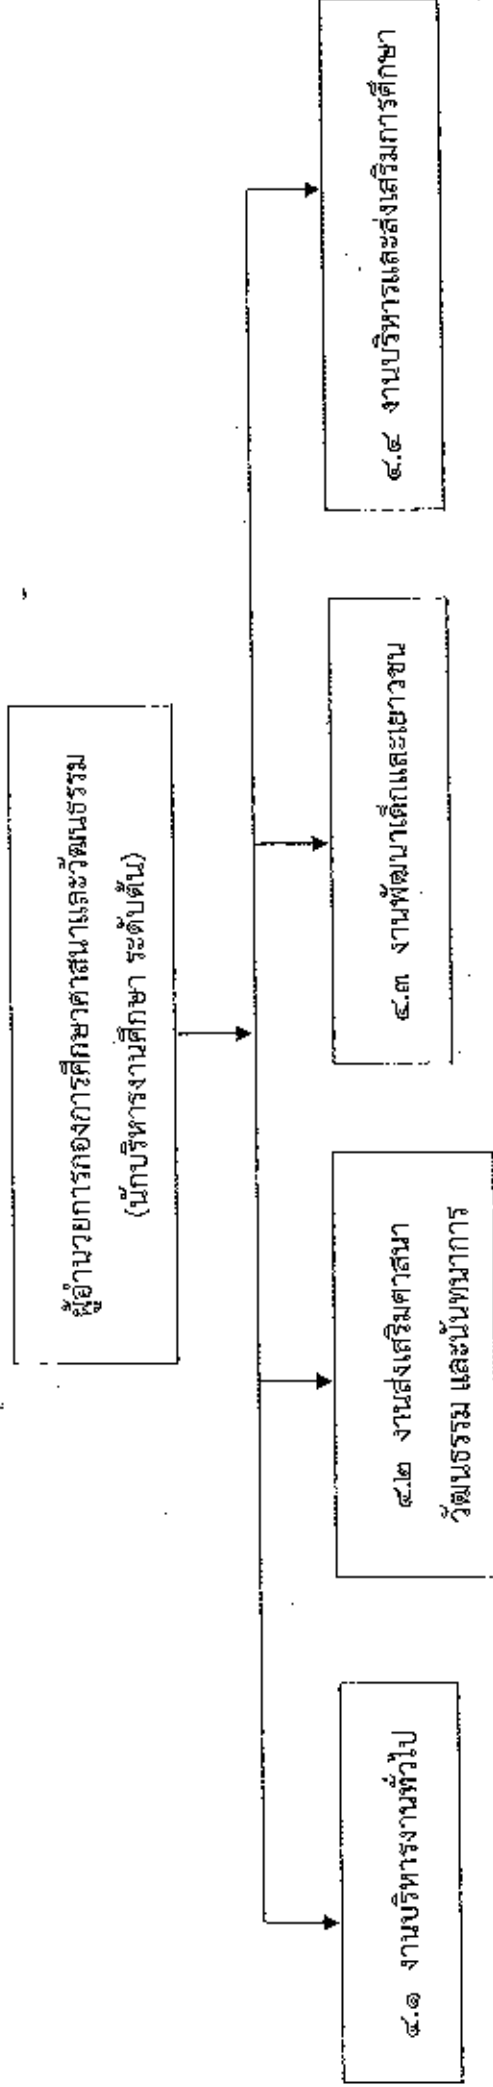 ผู้อำนวยการกองการศึกษาศาสนาและวัฒนธรรม
(นักบริหารงานศึกษา ระดับต้น)
๔.๑ งานบริหารงานทั่วไป
๔.๒ งานส่งเสริมศาสนา
วัฒนธรรม และนันทนาการ
๔.๓ งานพัฒนาเด็กและเยาวชน
๔.๔ งานบริหารและส่งเสริมการศึกษา